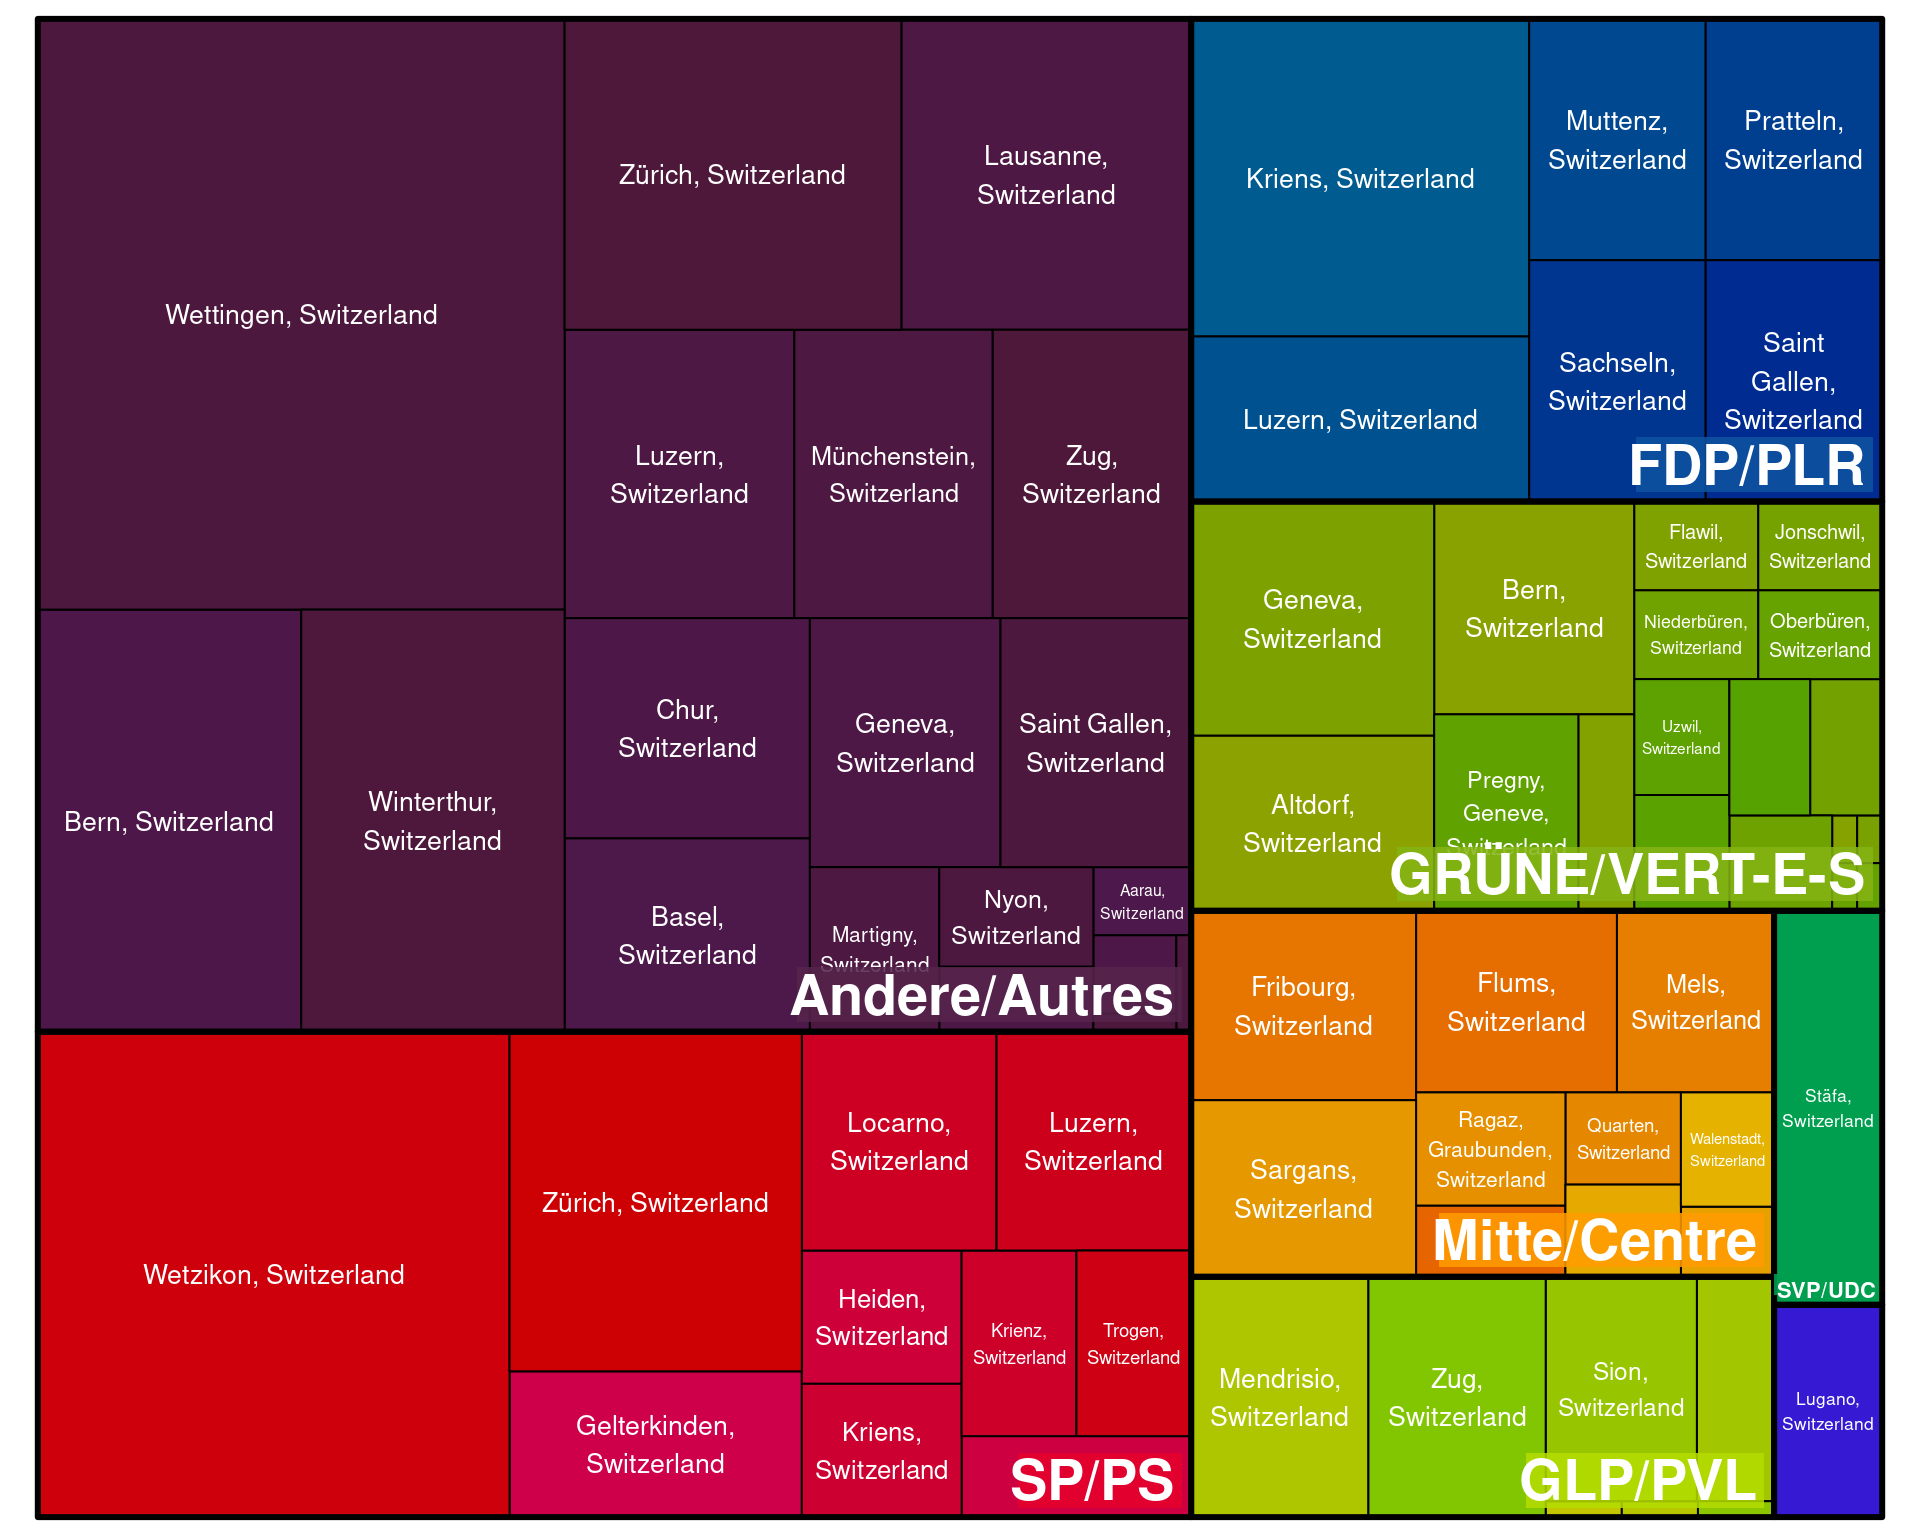 Wettingen, Switzerland
Zürich, Switzerland
Lausanne,
Switzerland
Luzern,
Switzerland
Münchenstein,
Switzerland
Zug,
Switzerland
Bern, Switzerland
Winterthur,
Switzerland
Chur,
Switzerland
Geneva,
Switzerland
Saint Gallen,
Switzerland
Basel,
Switzerland
Martigny,
Switzerland
Nyon,
Switzerland
Aarau,
Switzerland
Andere/Autres
Wetzikon, Switzerland
Zürich, Switzerland
Gelterkinden,
Switzerland
Locarno,
Switzerland
Luzern,
Switzerland
Heiden,
Switzerland
Krienz,
Switzerland
Trogen,
Switzerland
Kriens,
Switzerland
SP/PS
Kriens, Switzerland
Muttenz,
Switzerland
Pratteln,
Switzerland
Luzern, Switzerland
Sachseln,
Switzerland
Saint
Gallen,
Switzerland
FDP/PLR
Geneva,
Switzerland
Bern,
Switzerland
Flawil,
Switzerland
Jonschwil,
Switzerland
Niederbüren,
Switzerland
Oberbüren,
Switzerland
Uzwil,
Switzerland
Altdorf,
Switzerland
Pregny,
Geneve,
Switzerland
GRÜNE/VERT-E-S
Fribourg,
Switzerland
Flums,
Switzerland
Mels,
Switzerland
Sargans,
Switzerland
Ragaz,
Graubunden,
Switzerland
Quarten,
Switzerland
Walenstadt,
Switzerland
Mitte/Centre
Stäfa,
Switzerland
SVP/UDC
Mendrisio,
Switzerland
Zug,
Switzerland
Sion,
Switzerland
GLP/PVL
Lugano,
Switzerland